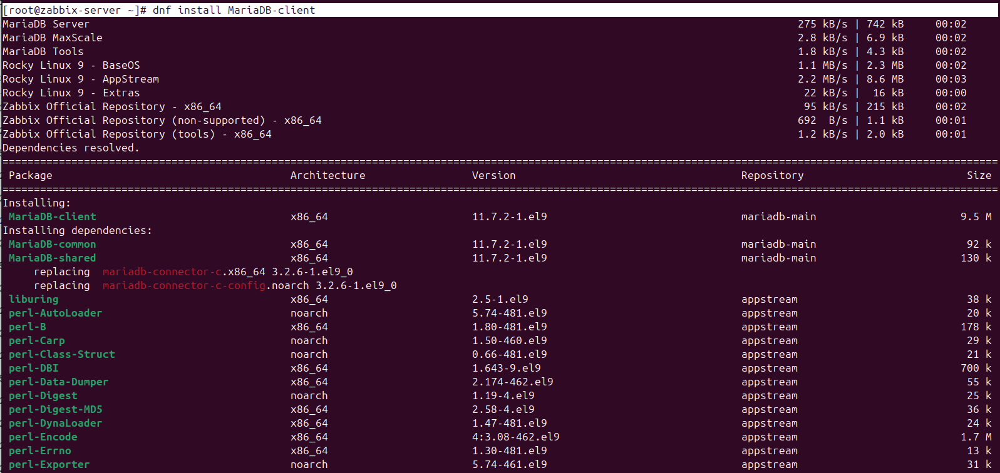 [root@zabbix-server ~]# dnf install MariaDB-client
MariaDB Server 275 kB/s | 742 kB 00:02
MariaDB MaxScale 2.8 kB/s | 6.9 kB 00:02
MariaDB Tools 1.8 kB/s | 4.3 kB 00:02
Rocky Linux 9 - BaseOS 1.1 MB/s | 2.3 MB 00:02
Rocky Linux 9 - AppStream 2.2 MB/s | 8.6 MB 00:03
Rocky Linux 9 - Extras 22 kB/s | 16 kB 00:00
Zabbix Official Repository - x86_64 95 kB/s | 215 kB 00:02
Zabbix Official Repository (non-supported) - x86_64 692 B/s | 1.1 kB 00:01
Zabbix Official Repository (tools) - x86_64 1.2 kB/s | 2.0 kB 00:01
Dependencies resolved.
===============================================================================================================================================================
Package Architecture Version Repository Size
===============================================================================================================================================================
Installing:
MariaDB-client x86_64 11.7.2-1.el9 mariadb-main 9.5 M
Installing dependencies:
MariaDB-common x86_64 11.7.2-1.el9 mariadb-main 92 k
MariaDB-shared x86_64 11.7.2-1.el9 mariadb-main 130 k
replacing mariadb-connector-c.x86_64 3.2.6-1.el9_0
replacing mariadb-connector-c-config.noarch 3.2.6-1.el9_0
liburing x86_64 2.5-1.el9 appstream 38 k
perl-AutoLoader noarch 5.74-481.el9 appstream 20 k
perl-B x86_64 1.80-481.el9 appstream 178 k
perl-Carp noarch 1.50-460.el9 appstream 29 k
perl-Class-Struct noarch 0.66-481.el9 appstream 21 k
perl-DBI x86_64 1.643-9.el9 appstream 700 k
perl-Data-Dumper x86_64 2.174-462.el9 appstream 55 k
perl-Digest noarch 1.19-4.el9 appstream 25 k
perl-Digest-MD5 x86_64 2.58-4.el9 appstream 36 k
perl-DynaLoader x86_64 1.47-481.el9 appstream 24 k
perl-Encode x86_64 4:3.08-462.el9 appstream 1.7 M
perl-Errno x86_64 1.30-481.el9 appstream 13 k
perl-Exporter noarch 5.74-461.el9 appstream 31 k